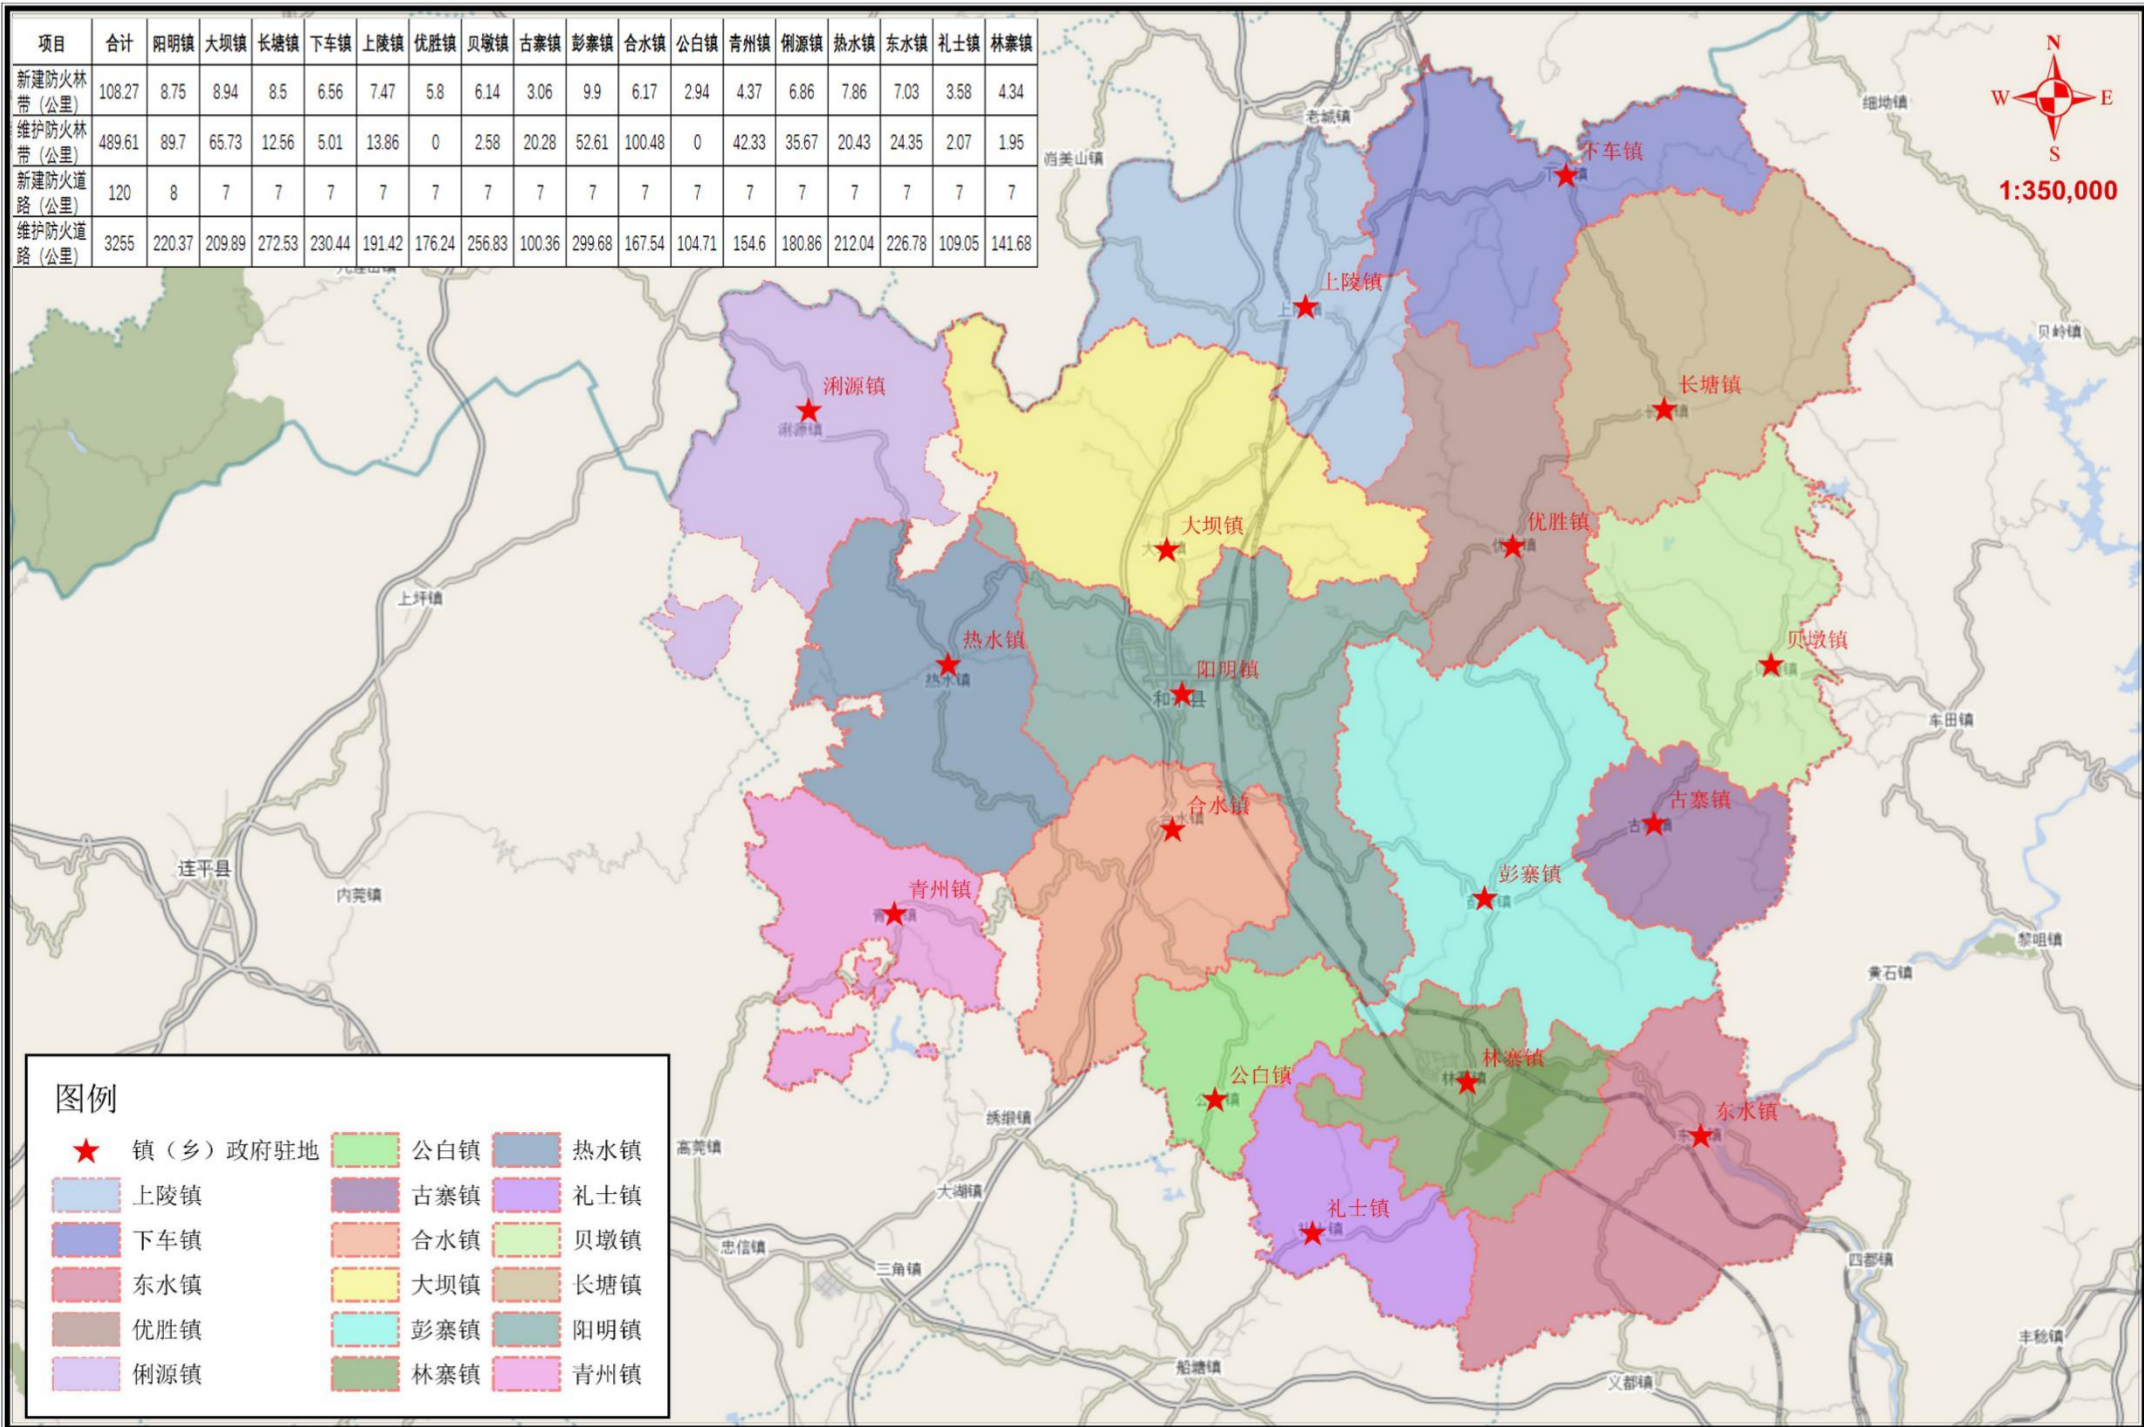 项目 合计 阳明镇 大坝镇 长塘镇 下车镇 上陵镇 优胜镇 贝墩镇 古寨镇 彭寨镇 合水镇 公白镇 青州镇 俐源镇 热水镇 东水镇 礼士镇 林寨镇
新建防火林带（公里） 108.27 8.75 8.94 8.5 6.56 7.47 5.8 6.14 3.06 9.9 6.17 2.94 4.37 6.86 7.86 7.03 3.58 4.34
维护防火林带（公里） 489.61 89.7 65.73 12.56 5.01 13.86 0 2.58 20.28 52.61 100.48 0 42.33 35.67 20.43 24.35 2.07 1.95
新建防火道路（公里） 120 8 7 7 7 7 7 7 7 7 7 7 7 7 7 7 7 7
维护防火道路（公里） 3255 220.37 209.89 272.53 230.44 191.42 176.24 256.83 100.36 299.68 167.54 104.71 154.6 180.86 212.04 226.78 109.05 141.68
N
W E
S
1:350,000
细坳镇
老城镇
下车镇
上陵镇
贝岭镇
浰源镇
浰源镇
长塘镇
大坝镇
优胜镇
上坪镇
热水镇
热水镇
阳明镇
贝墩镇
车田镇
合水镇
合水镇
古寨镇
连平县
内莞镇
青州镇
彭寨镇
黎咀镇
黄石镇
林寨镇
公白镇
东水镇
绣缎镇
高莞镇
大湖镇
礼士镇
忠信镇
三角镇
四都镇
船塘镇
义都镇
丰稔镇
图例
镇（乡）政府驻地 公白镇 热水镇
上陵镇 古寨镇 礼士镇
下车镇 合水镇 贝墩镇
东水镇 大坝镇 长塘镇
优胜镇 彭寨镇 阳明镇
俐源镇 林寨镇 青州镇